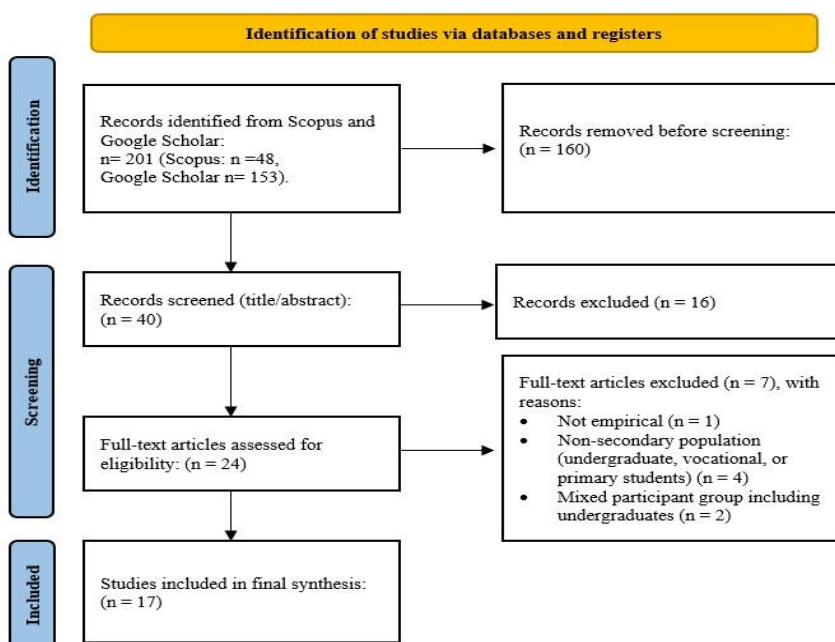 Identification of studies via databases and registers
Identification
Records identified from Scopus and
Google Scholar:
n= 201 (Scopus: n =48,
Google Scholar n= 153).
Records removed before screening:
(n = 160)
Screening
Records screened (title/abstract):
(n = 40)
Records excluded (n = 16)
Full-text articles assessed for
eligibility: (n = 24)
Full-text articles excluded (n = 7), with
reasons:
• Not empirical (n = 1)
• Non-secondary population
(undergraduate, vocational, or
primary students) (n = 4)
• Mixed participant group including
undergraduates (n = 2)
Included
Studies included in final synthesis:
(n = 17)